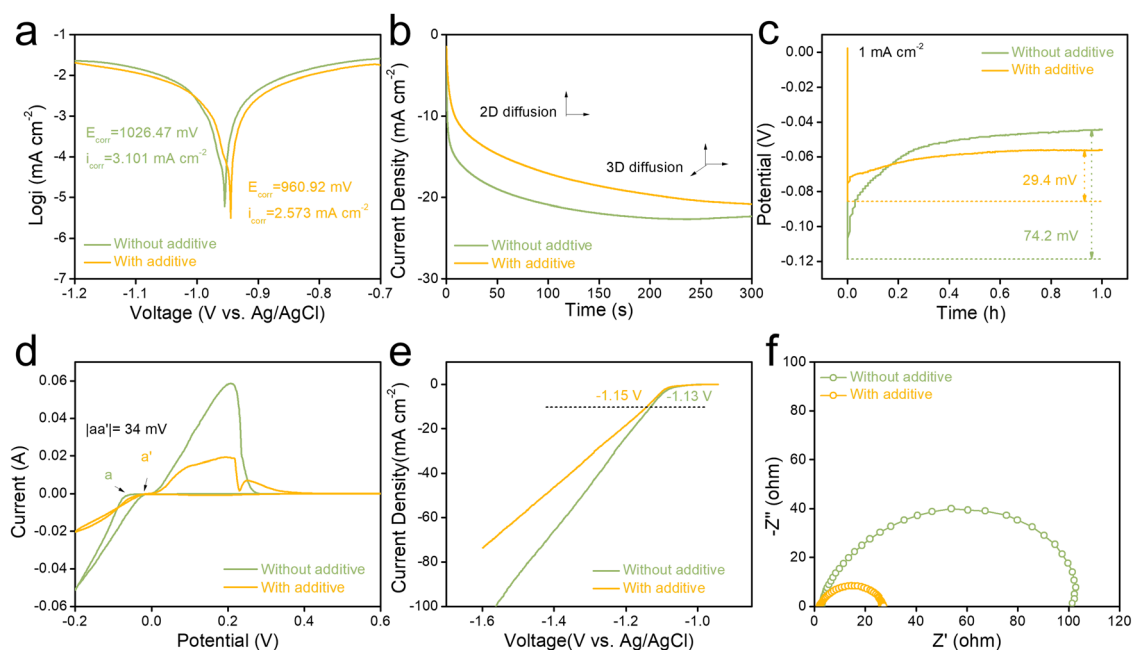 a
-1
-2
-3
-4
-5
-6
-7
Logi (mA cm-2)
Ecorr=1026.47 mV
icorr=3.101 mA cm-2
Ecorr=960.92 mV
icorr=2.573 mA cm-2
Without additive
With additive
-1.2 -1.0 -0.9 -0.8 -0.7
Voltage (V vs. Ag/AgCl)
b
0
-10
-20
-30
Current Density (mA cm-2)
2D diffusion
3D diffusion
Without additive
With additive
0 50 100 150 200 250 300
Time (s)
c
0.00
-0.02
-0.04
-0.06
-0.08
-0.10
-0.12
Potential (V)
1 mA cm-2
Without additive
With additive
29.4 mV
74.2 mV
0.0 0.2 0.4 0.6 0.8 1.0
Time (h)
d
0.06
0.04
0.02
0.00
-0.02
-0.04
-0.06
Current (A)
|aa'|= 34 mV
a
a'
Without additive
With additive
-0.2 0.0 0.2 0.4 0.6
Potential (V)
e
0
-20
-40
-60
-80
-100
Current Density(mA cm-2)
-1.15 V
-1.13 V
Without additive
With additive
-1.6 -1.4 -1.2 -1.0
Voltage(V vs. Ag/AgCl)
f
100
80
60
40
20
0
-Z" (ohm)
Without additive
With additive
0 20 40 60 80 100 120
Z' (ohm)